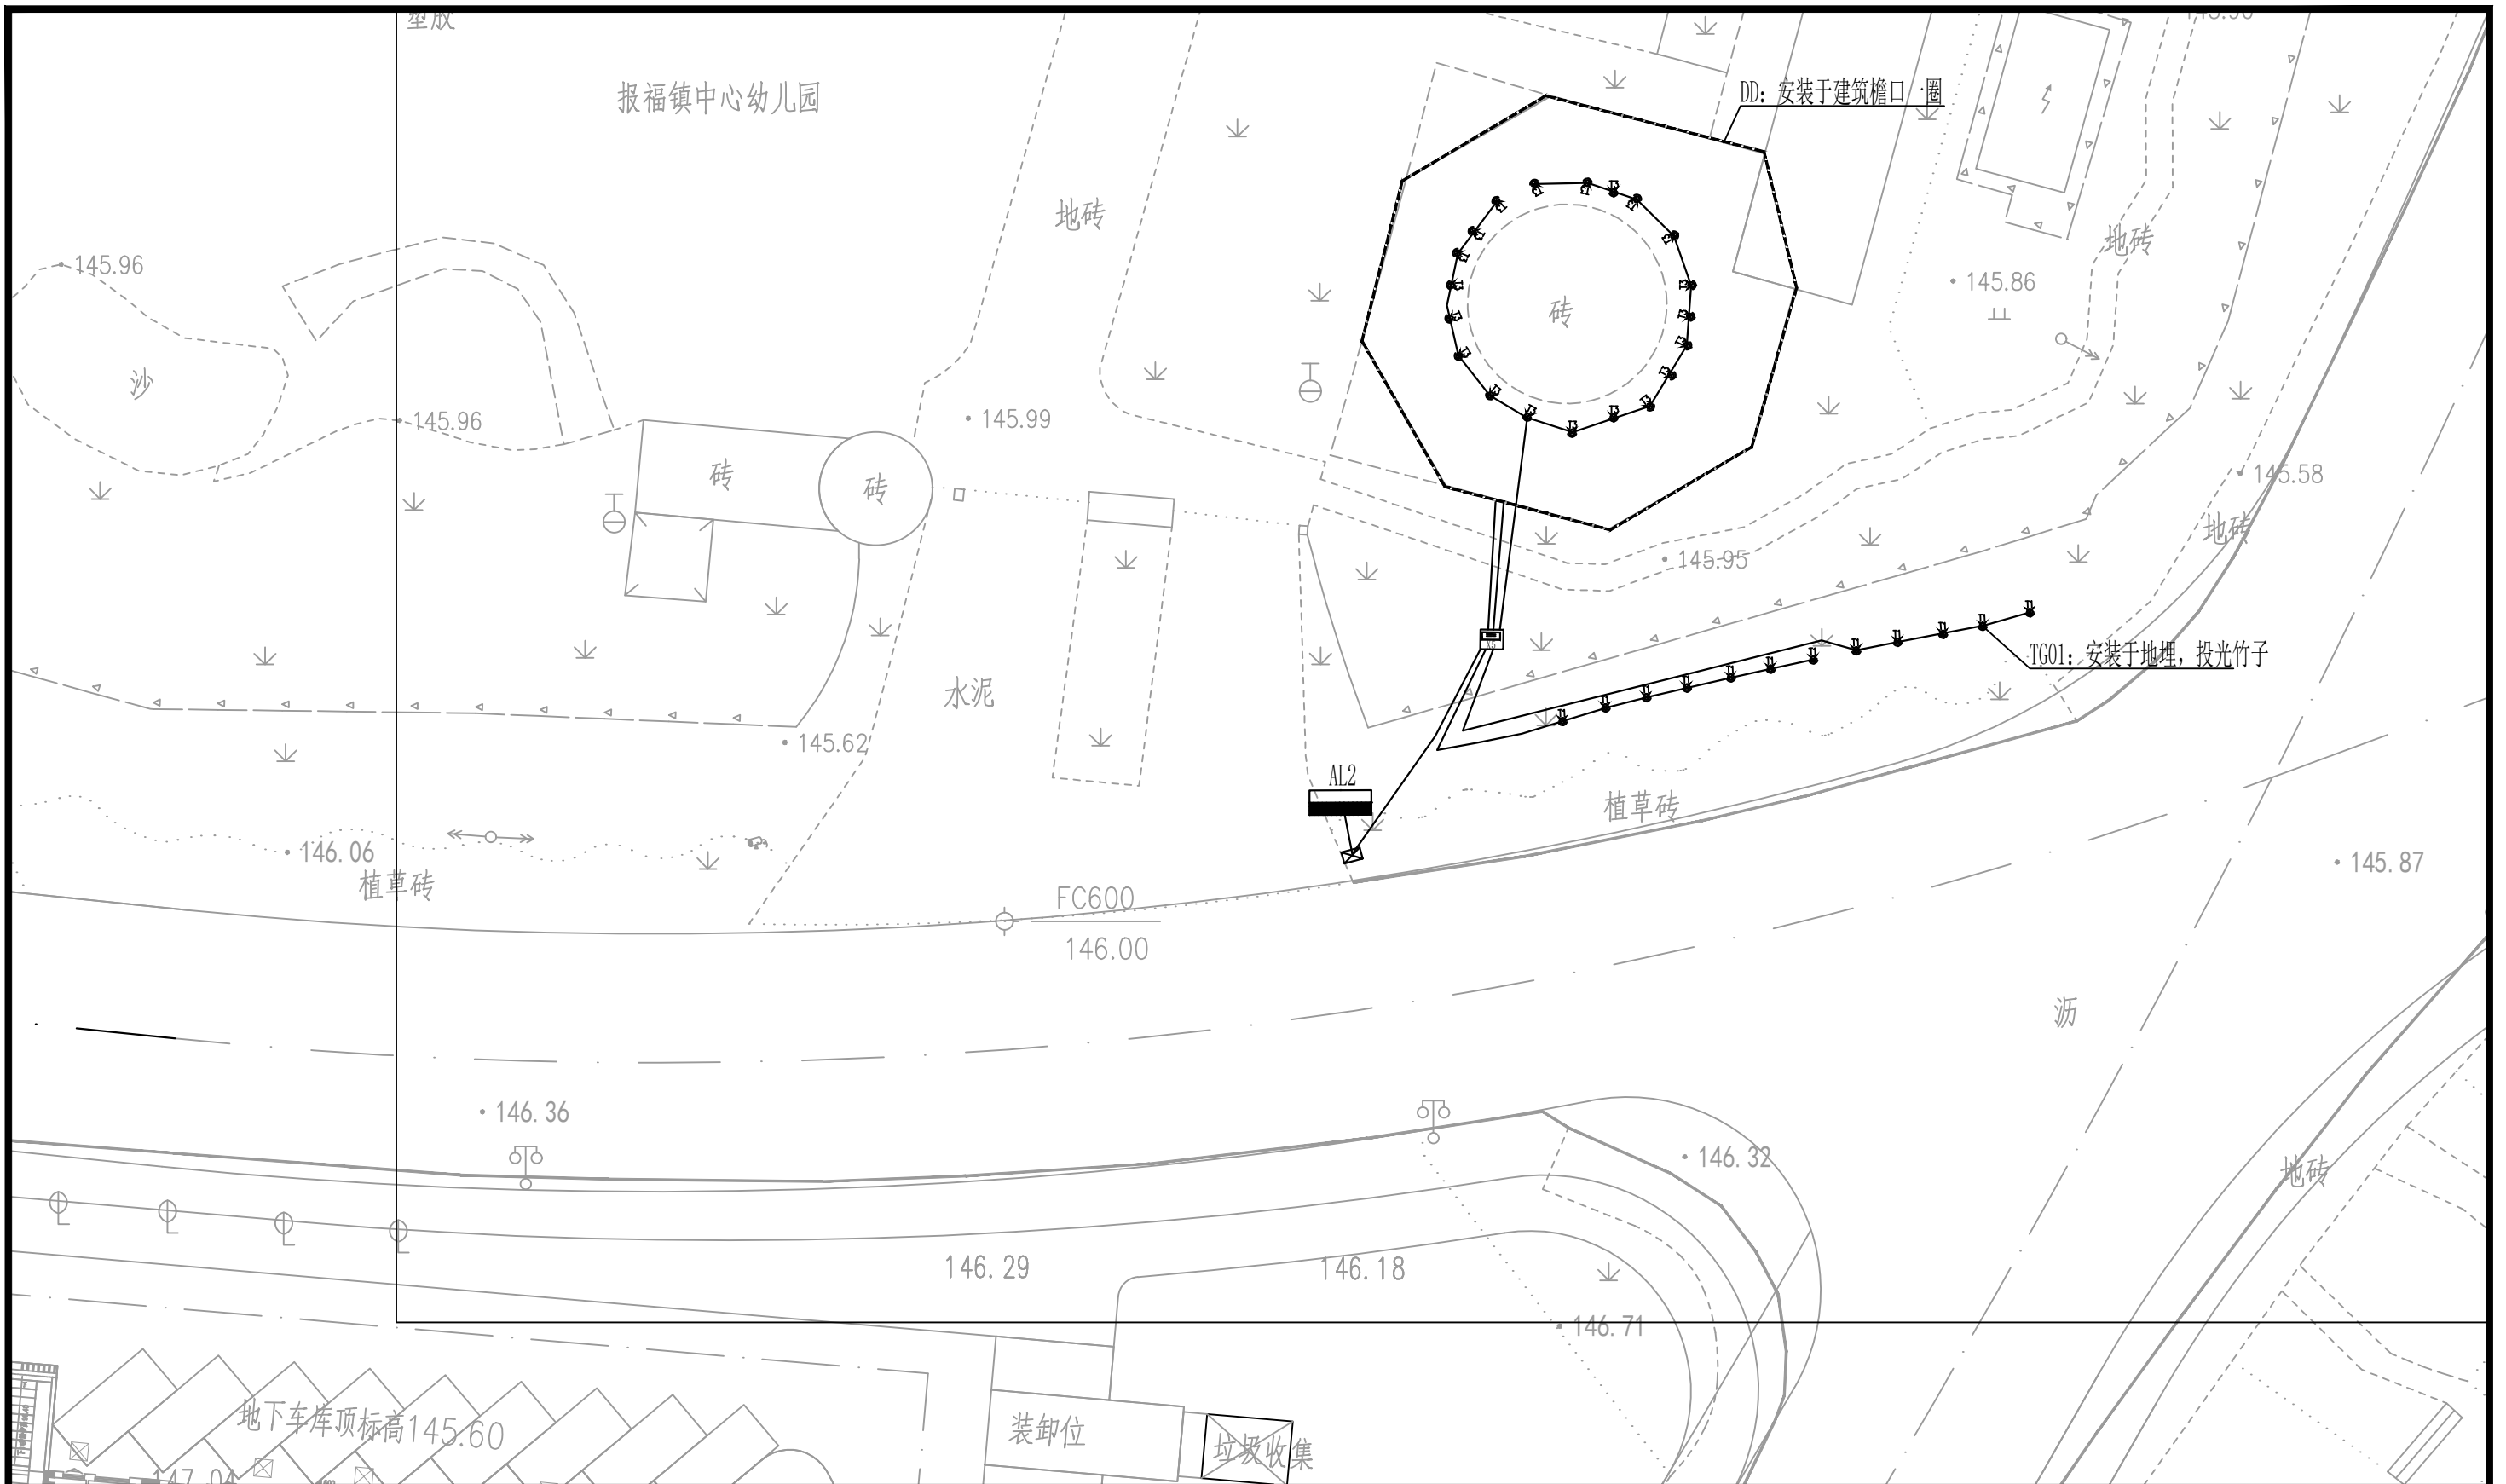 塑胶
报福镇中心幼儿园
DD：安装于建筑檐口一圈
地砖
地砖
145.96
145.86
砖
沙
145.96
145.99
砖
砖
145.58
地砖
145.95
TG01：安装于地埋，投光竹子
水泥
145.62
AL2
植草砖
146.06
植草砖
145.87
FC600
146.00
沥
146.36
146.32
地砖
146.29
146.18
146.71
地下车库顶标高145.60
装卸位
垃圾收集
147.04